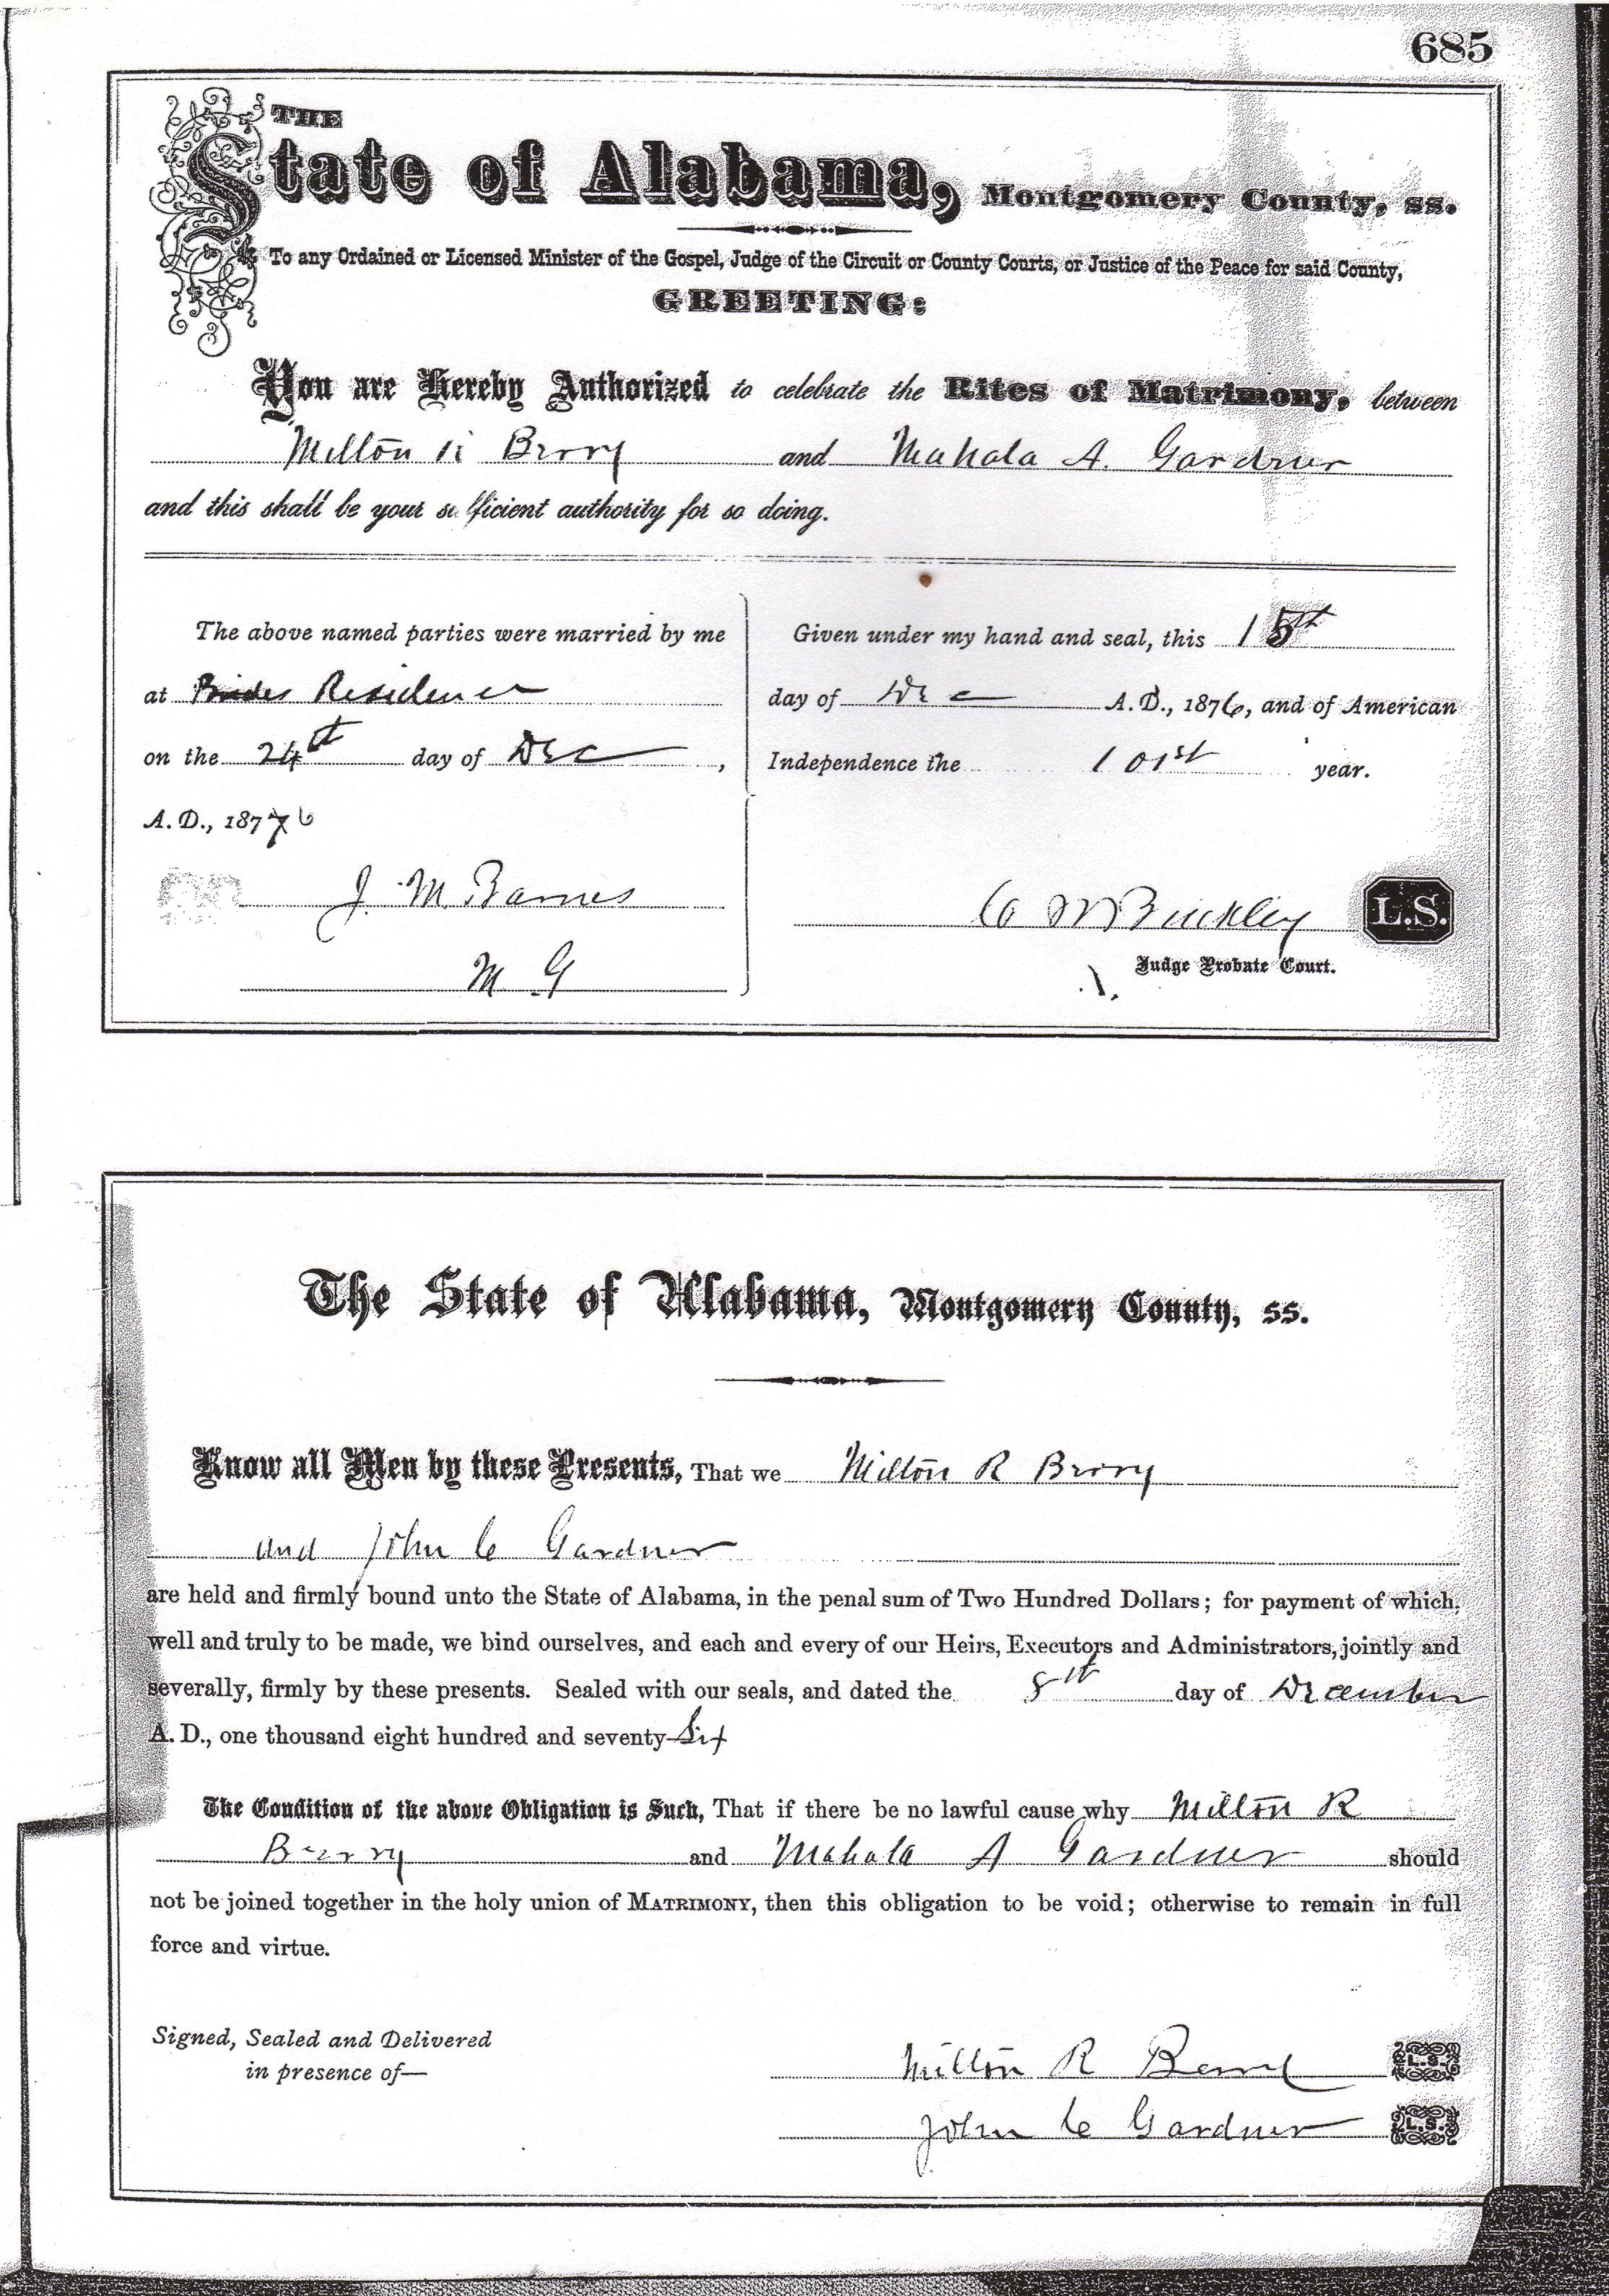 685
THE
State of Alabama, Montgomery County, ss.
To any Ordained or Licensed Minister of the Gospel, Judge of the Circuit or County Courts, or Justice of the Peace for said County,
GREETING:
You are Hereby Authorized to celebrate the Rites of Matrimony, between
Milton R Berry and Mahala A. Gardner
and this shall be your sufficient authority for so doing.
The above named parties were married by me
at Brides Residence
on the 24th day of Dec,
A. D., 1876
J. M. Barnes
M G
Given under my hand and seal, this 15th
day of Dec A. D., 1876, and of American
Independence the 101st year.
Buckley L.S.
Judge Probate Court.
The State of Alabama, Montgomery County, ss.
Know all Men by these Presents, That we Milton R Berry
and John C Gardner
are held and firmly bound unto the State of Alabama, in the penal sum of Two Hundred Dollars; for payment of which,
well and truly to be made, we bind ourselves, and each and every of our Heirs, Executors and Administrators, jointly and
severally, firmly by these presents. Sealed with our seals, and dated the 8th day of December
A. D., one thousand eight hundred and seventy-Six
The Condition of the above Obligation is Such, That if there be no lawful cause why Milton R
Berry and Mahala A Gardner should
not be joined together in the holy union of MATRIMONY, then this obligation to be void; otherwise to remain in full
force and virtue.
Signed, Sealed and Delivered
in presence of—
Milton R Berry L.S.
John C Gardner L.S.